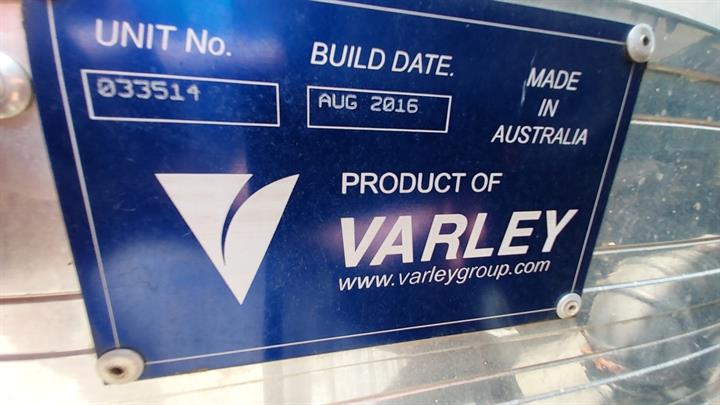 UNIT No.
033514
BUILD DATE.
AUG 2016
MADE
IN
AUSTRALIA
PRODUCT OF
VARLEY
www.varleygroup.com